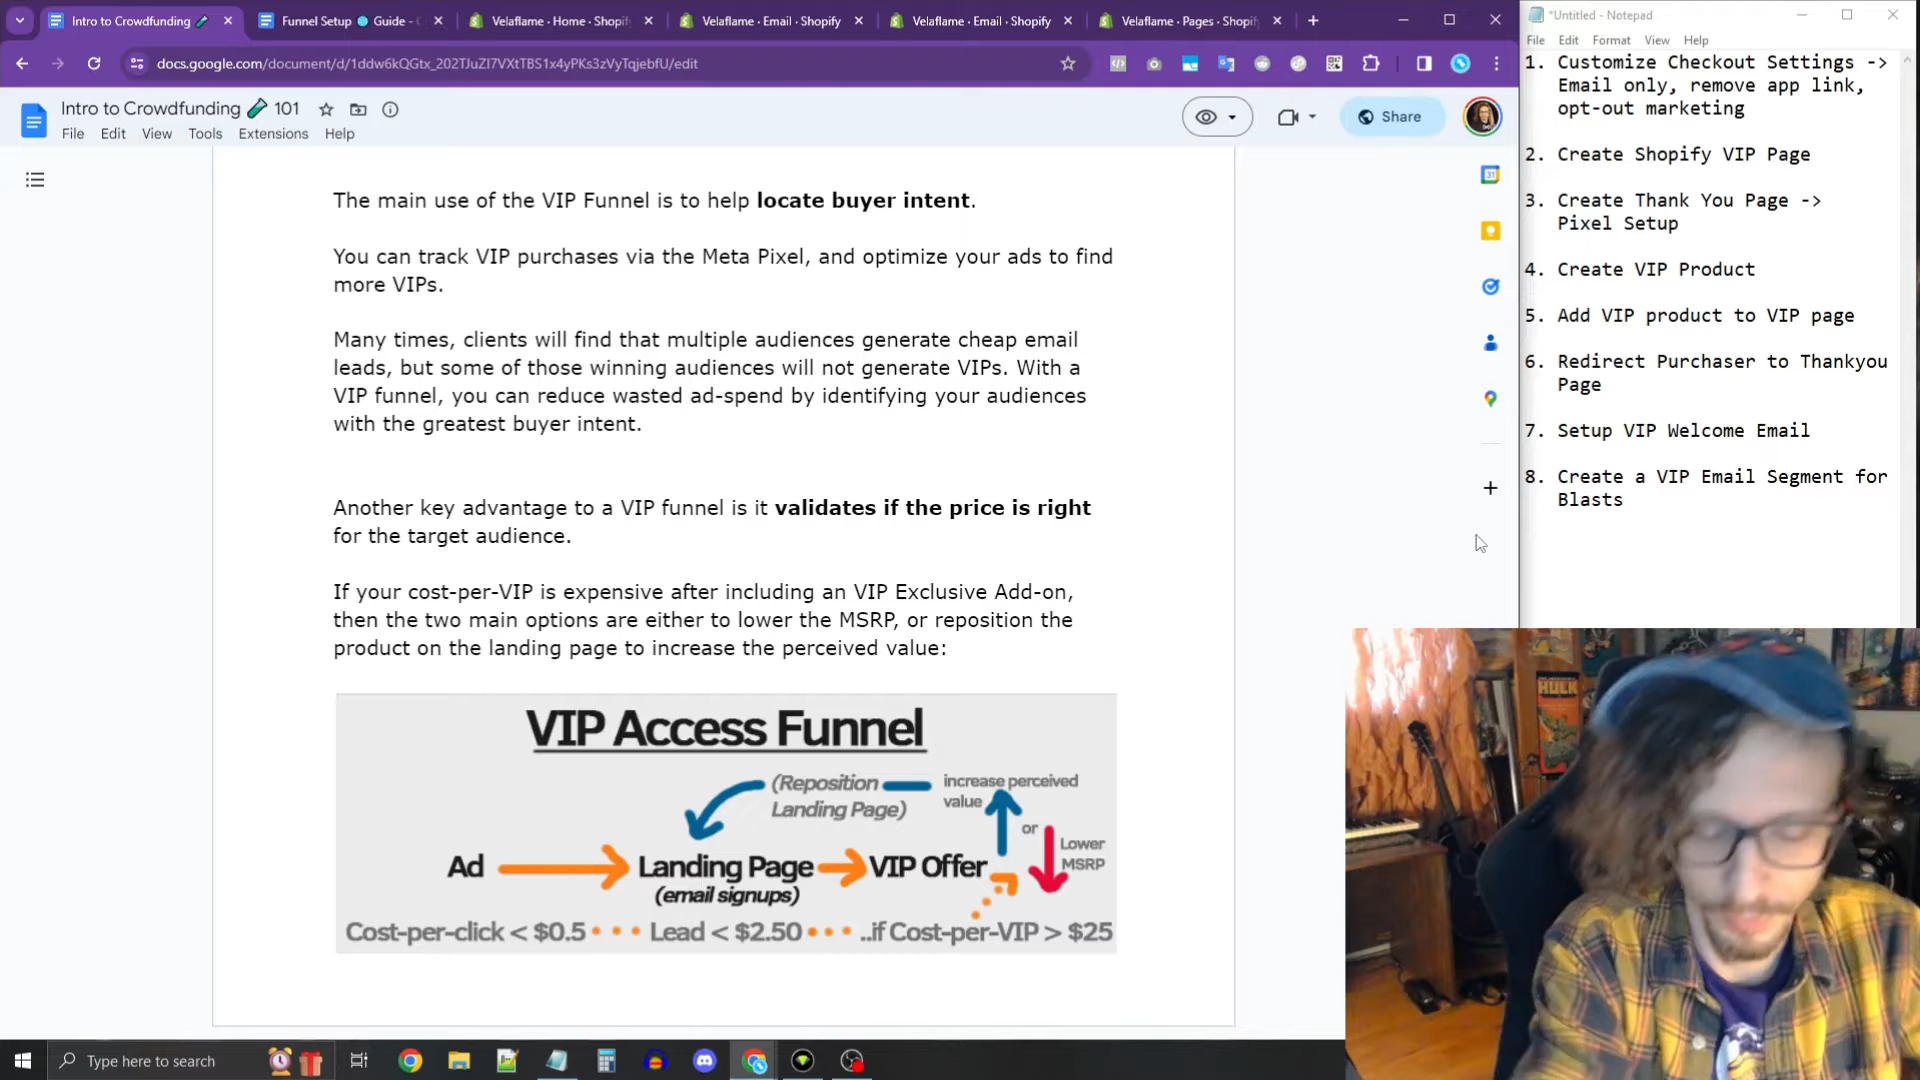 Intro to Crowdfunding
Funnel Setup
Guide -
Velaflame · Home · Shopif
Velaflame · Email · Shopify
Velaflame · Email · Shopify
Velaflame · Pages · Shopify
docs.google.com/document/d/1ddw6kQGtx_202TJuZI7VXtTBS1x4yPKs3zVyTqjebfU/edit
Intro to Crowdfunding 101
File Edit View Tools Extensions Help
Share
31
The main use of the VIP Funnel is to help locate buyer intent.
You can track VIP purchases via the Meta Pixel, and optimize your ads to find
more VIPs.
Many times, clients will find that multiple audiences generate cheap email
leads, but some of those winning audiences will not generate VIPs. With a
VIP funnel, you can reduce wasted ad-spend by identifying your audiences
with the greatest buyer intent.
Another key advantage to a VIP funnel is it validates if the price is right
for the target audience.
If your cost-per-VIP is expensive after including an VIP Exclusive Add-on,
then the two main options are either to lower the MSRP, or reposition the
product on the landing page to increase the perceived value:
VIP Access Funnel
(Reposition
Landing Page)
increase perceived
value
or
Lower
MSRP
Ad
Landing Page
(email signups)
VIP Offer
Cost-per-click < $0.5 • • • Lead < $2.50 • • • ..if Cost-per-VIP > $25
*Untitled - Notepad
File Edit Format View Help
1. Customize Checkout Settings ->
Email only, remove app link,
opt-out marketing
2. Create Shopify VIP Page
3. Create Thank You Page ->
Pixel Setup
4. Create VIP Product
5. Add VIP product to VIP page
6. Redirect Purchaser to Thankyou
Page
7. Setup VIP Welcome Email
8. Create a VIP Email Segment for
Blasts
HULK
Type here to search